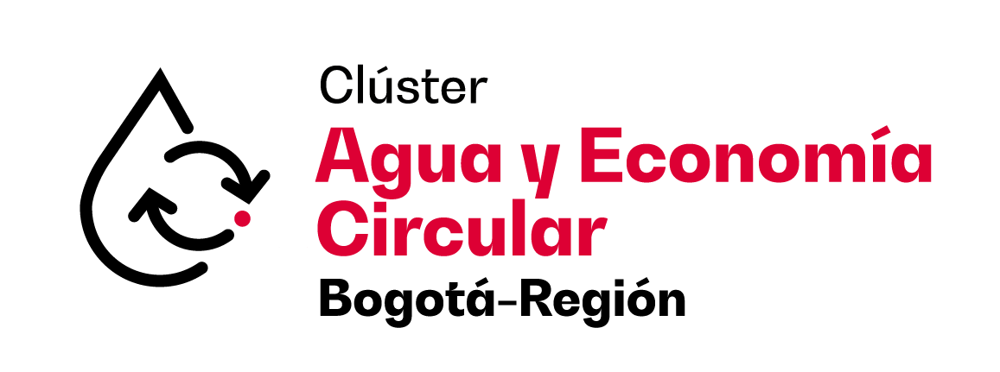 Clúster
Agua y Economía
Circular
Bogotá-Región